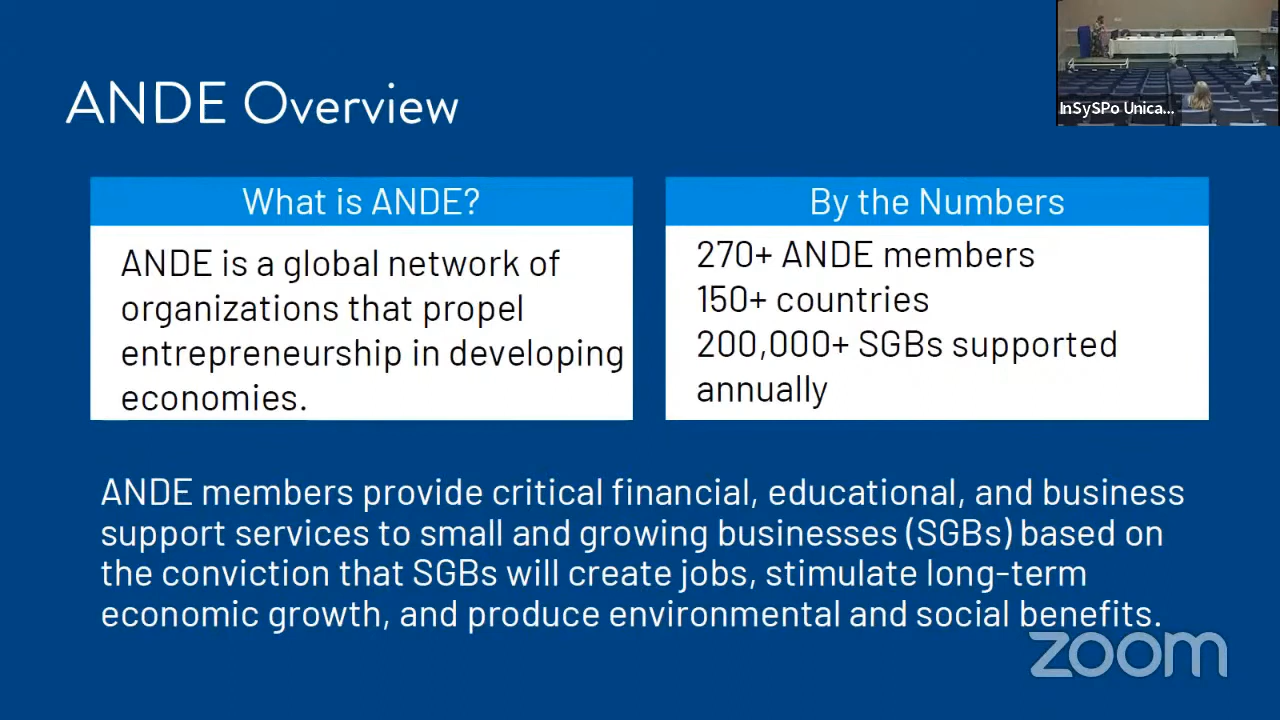 ANDE Overview
InSySPo Unica...
What is ANDE?
ANDE is a global network of
organizations that propel
entrepreneurship in developing
economies.
By the Numbers
270+ ANDE members
150+ countries
200,000+ SGBs supported
annually
ANDE members provide critical financial, educational, and business
support services to small and growing businesses (SGBs) based on
the conviction that SGBs will create jobs, stimulate long-term
economic growth, and produce environmental and social benefits.
zoom